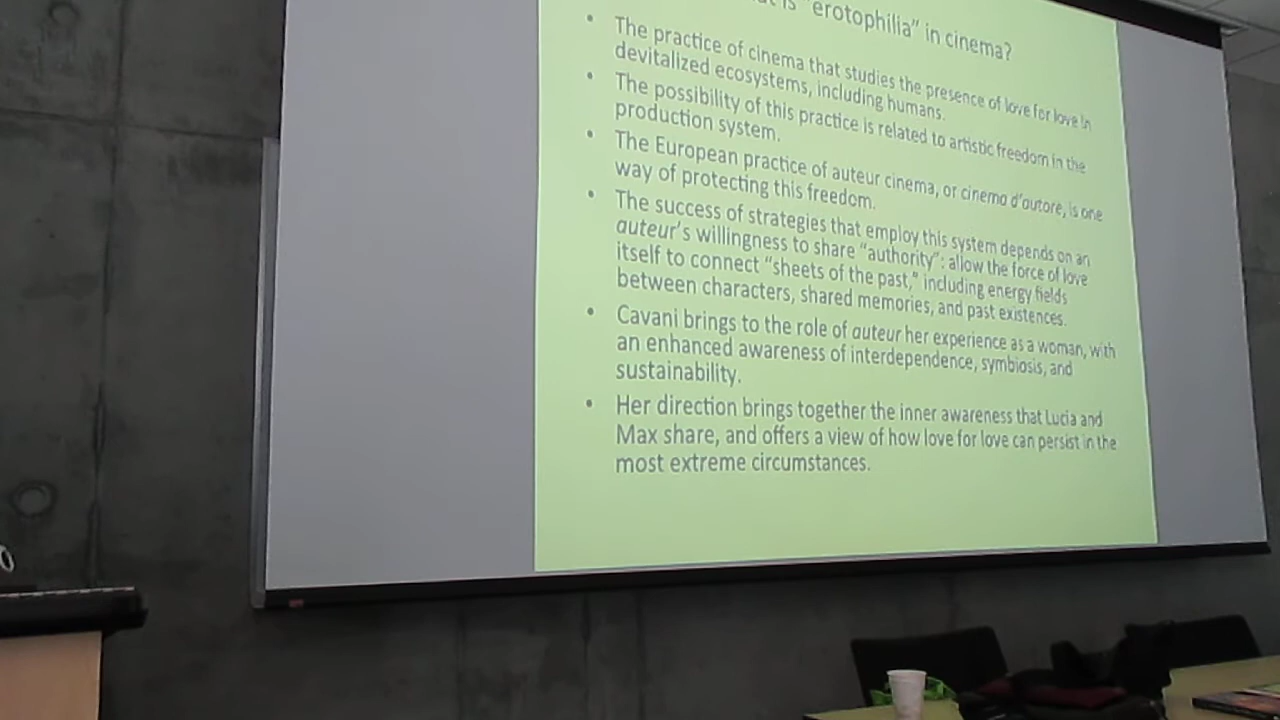 is "erotophilia" in cinema?
• The practice of cinema that studies the presence of love for love in
devitalized ecosystems, including humans.
• The possibility of this practice is related to artistic freedom in the
production system.
• The European practice of auteur cinema, or cinema d'autore, is one
way of protecting this freedom.
• The success of strategies that employ this system depends on an
auteur's willingness to share "authority": allow the force of love
itself to connect "sheets of the past," including energy fields
between characters, shared memories, and past existences.
• Cavani brings to the role of auteur her experience as a woman, with
an enhanced awareness of interdependence, symbiosis, and
sustainability.
• Her direction brings together the inner awareness that Lucia and
Max share, and offers a view of how love for love can persist in the
most extreme circumstances.